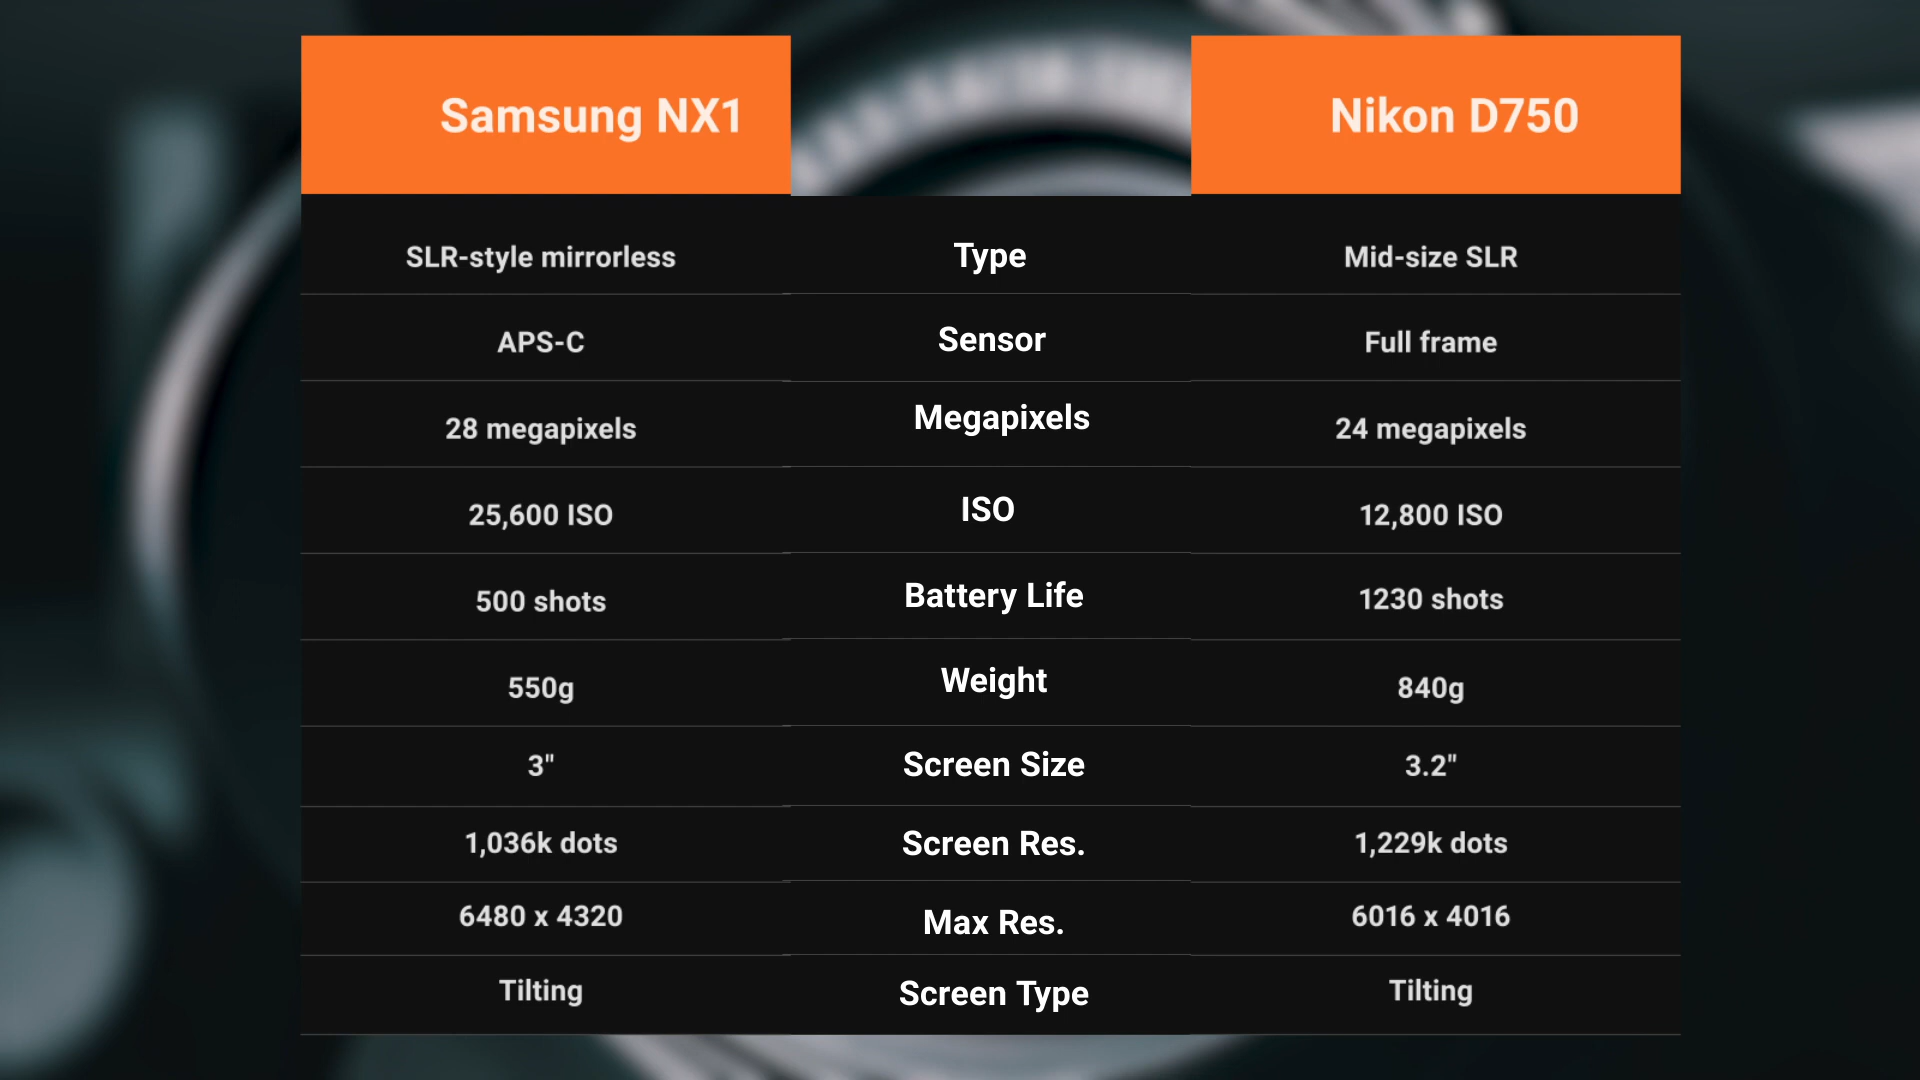 Samsung NX1 Nikon D750
SLR-style mirrorless Type Mid-size SLR
APS-C Sensor Full frame
28 megapixels Megapixels 24 megapixels
25,600 ISO ISO 12,800 ISO
500 shots Battery Life 1230 shots
550g Weight 840g
3" Screen Size 3.2"
1,036k dots Screen Res. 1,229k dots
6480 x 4320 Max Res. 6016 x 4016
Tilting Screen Type Tilting